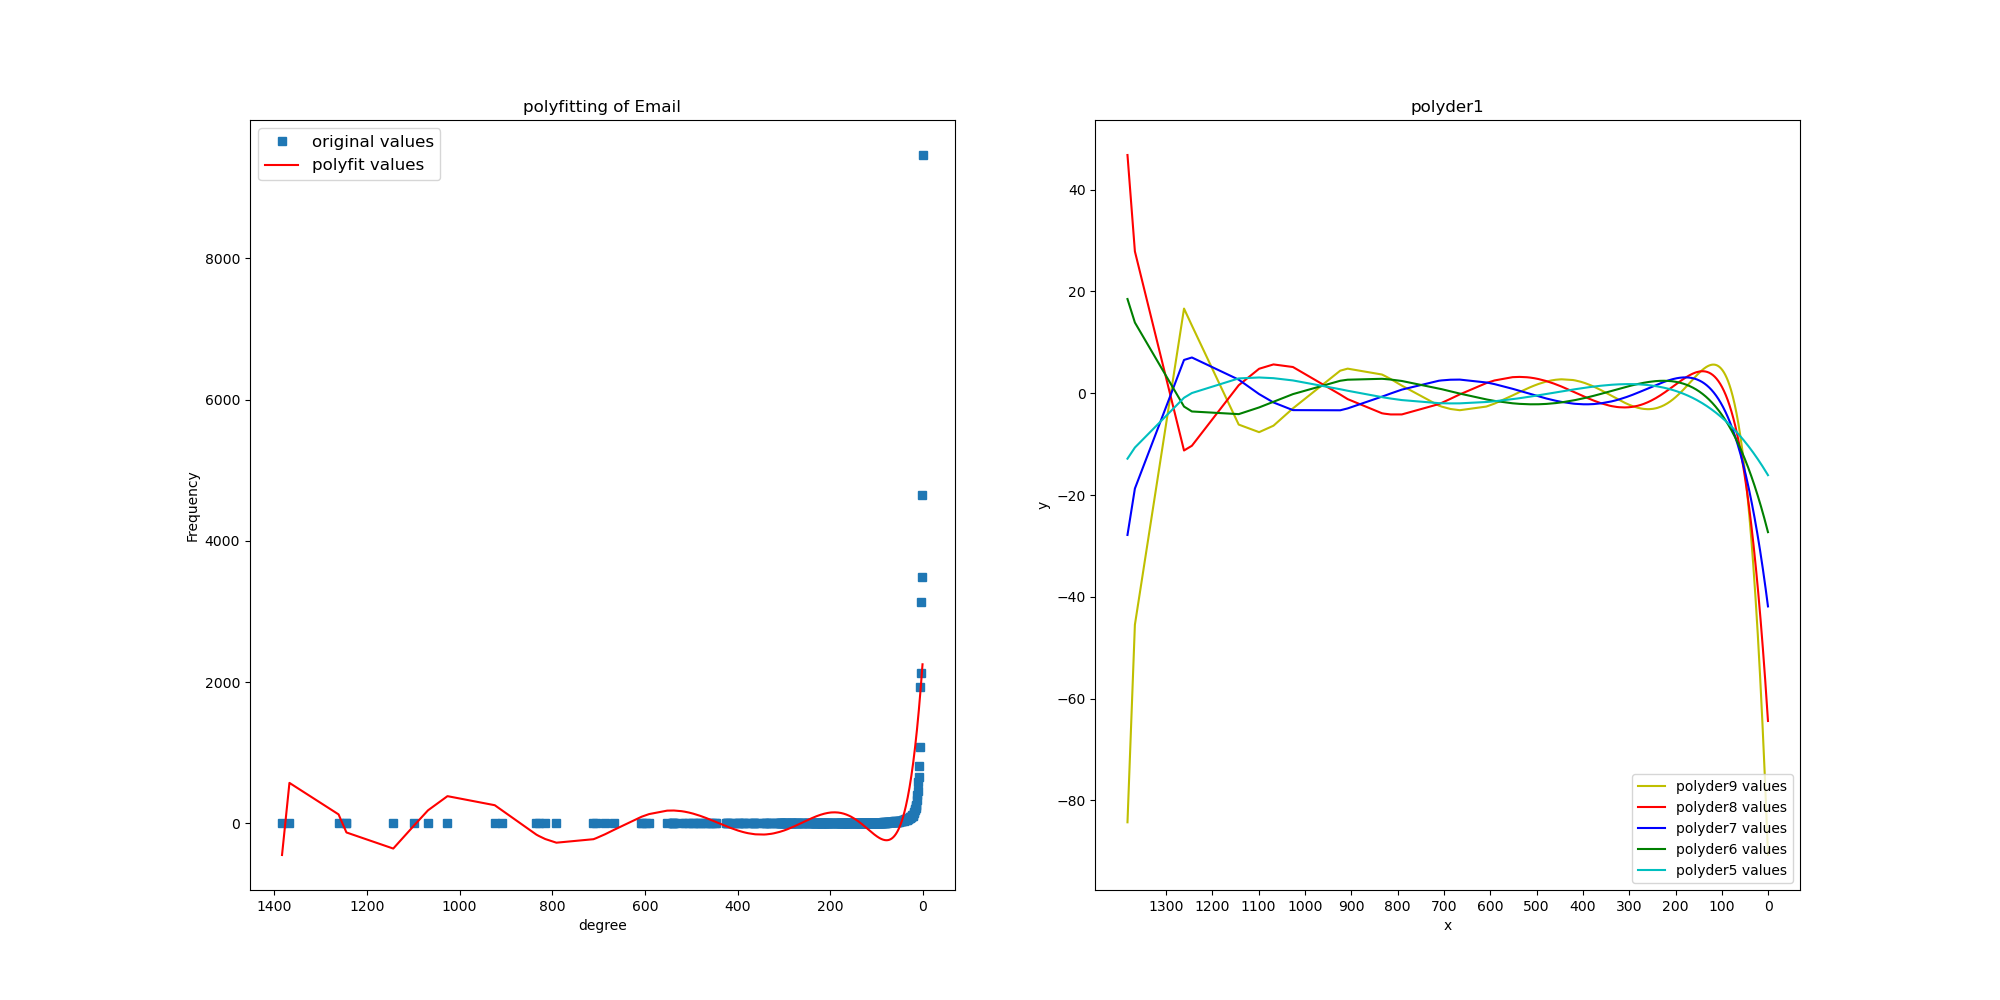 polyfitting of Email
original values
polyfit values
8000
6000
4000
2000
0
Frequency
1400 1200 1000 800 600 400 200 0
degree
polyder1
40
20
0
−20
−40
−60
−80
y
polyder9 values
polyder8 values
polyder7 values
polyder6 values
polyder5 values
1300 1200 1100 1000 900 800 700 600 500 400 300 200 100 0
x